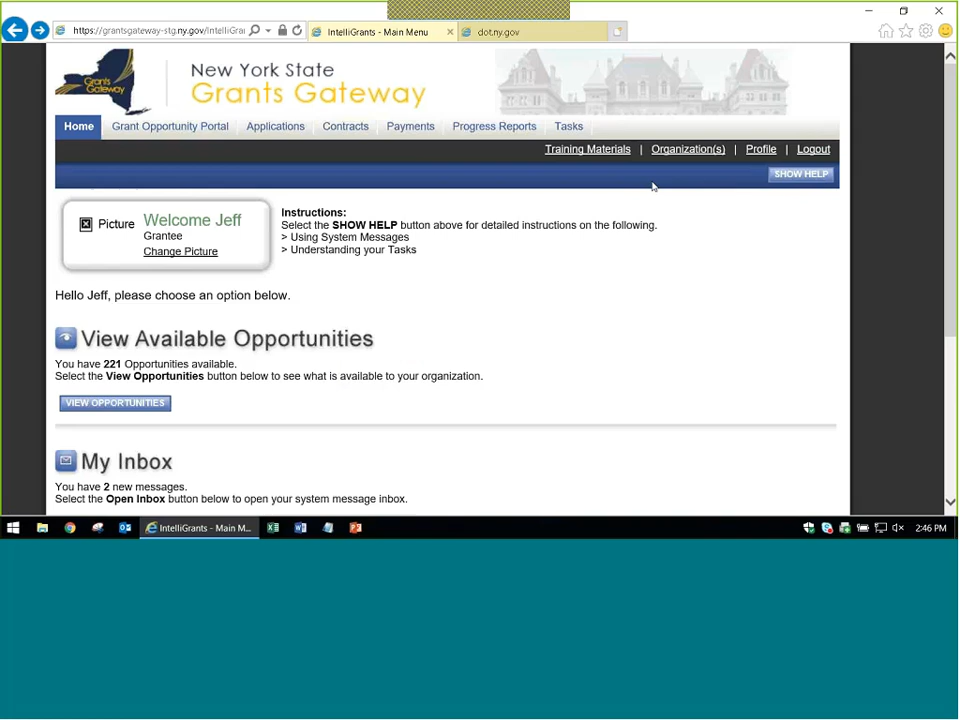 https://grantsgateway-stg.ny.gov/IntelliGra
IntelliGrants - Main Menu
dot.ny.gov
Grants
Gateway
New York State
Grants Gateway
Home
Grant Opportunity Portal
Applications
Contracts
Payments
Progress Reports
Tasks
Training Materials | Organization(s) | Profile | Logout
SHOW HELP
Picture
Welcome Jeff
Grantee
Change Picture
Instructions:
Select the SHOW HELP button above for detailed instructions on the following.
> Using System Messages
> Understanding your Tasks
Hello Jeff, please choose an option below.
View Available Opportunities
You have 221 Opportunities available.
Select the View Opportunities button below to see what is available to your organization.
VIEW OPPORTUNITIES
My Inbox
You have 2 new messages.
Select the Open Inbox button below to open your system message inbox.
IntelliGrants - Main M...
2:46 PM